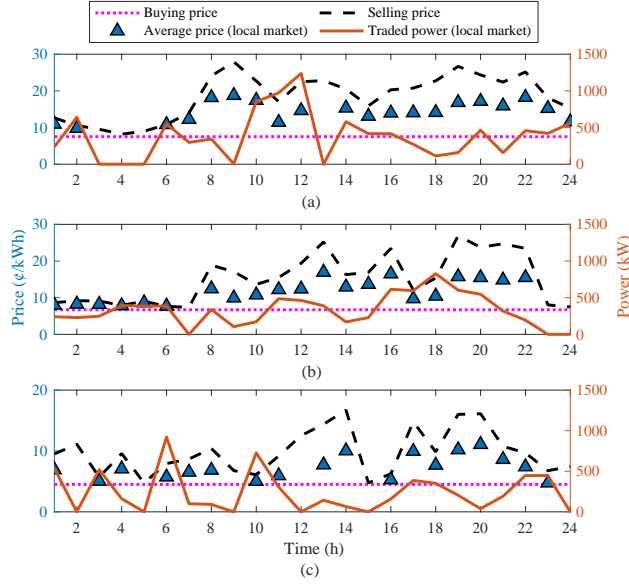 Buying price Selling price
Average price (local market) Traded power (local market)
30 1500
20 1000
10 500
0 0
2 4 6 8 10 12 14 16 18 20 22 24
(a)
30 1500
20 1000
10 500
0 0
2 4 6 8 10 12 14 16 18 20 22 24
Price (¢/kWh) Power (kW)
(b)
20 1500
10 1000
500
0 0
2 4 6 8 10 12 14 16 18 20 22 24
Time (h)
(c)